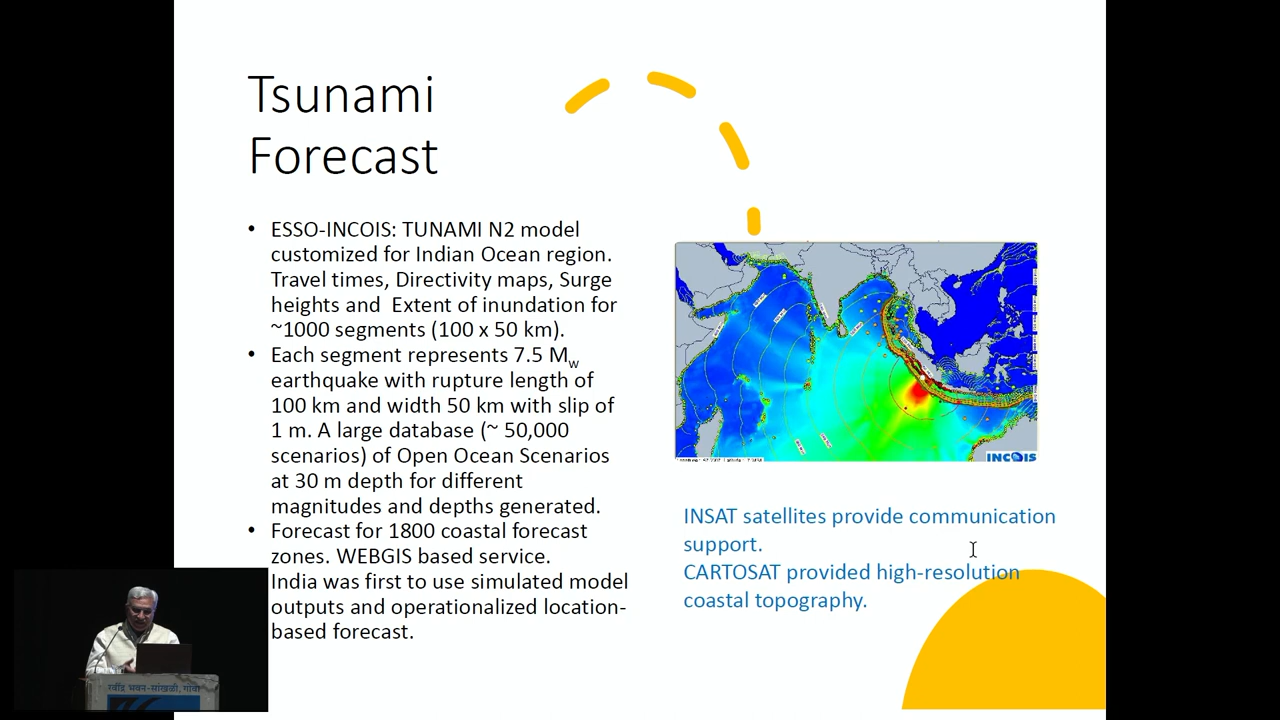 Tsunami
Forecast
• ESSO-INCOIS: TUNAMI N2 model
customized for Indian Ocean region.
Travel times, Directivity maps, Surge
heights and Extent of inundation for
~1000 segments (100 x 50 km).
• Each segment represents 7.5 Mw
earthquake with rupture length of
100 km and width 50 km with slip of
1 m. A large database (~ 50,000
scenarios) of Open Ocean Scenarios
at 30 m depth for different
magnitudes and depths generated.
• Forecast for 1800 coastal forecast
zones. WEBGIS based service.
India was first to use simulated model
outputs and operationalized location-
based forecast.
INCOIS
INSAT satellites provide communication
support.
CARTOSAT provided high-resolution
coastal topography.
रवींद्र भवन-सांखळी, गोवा